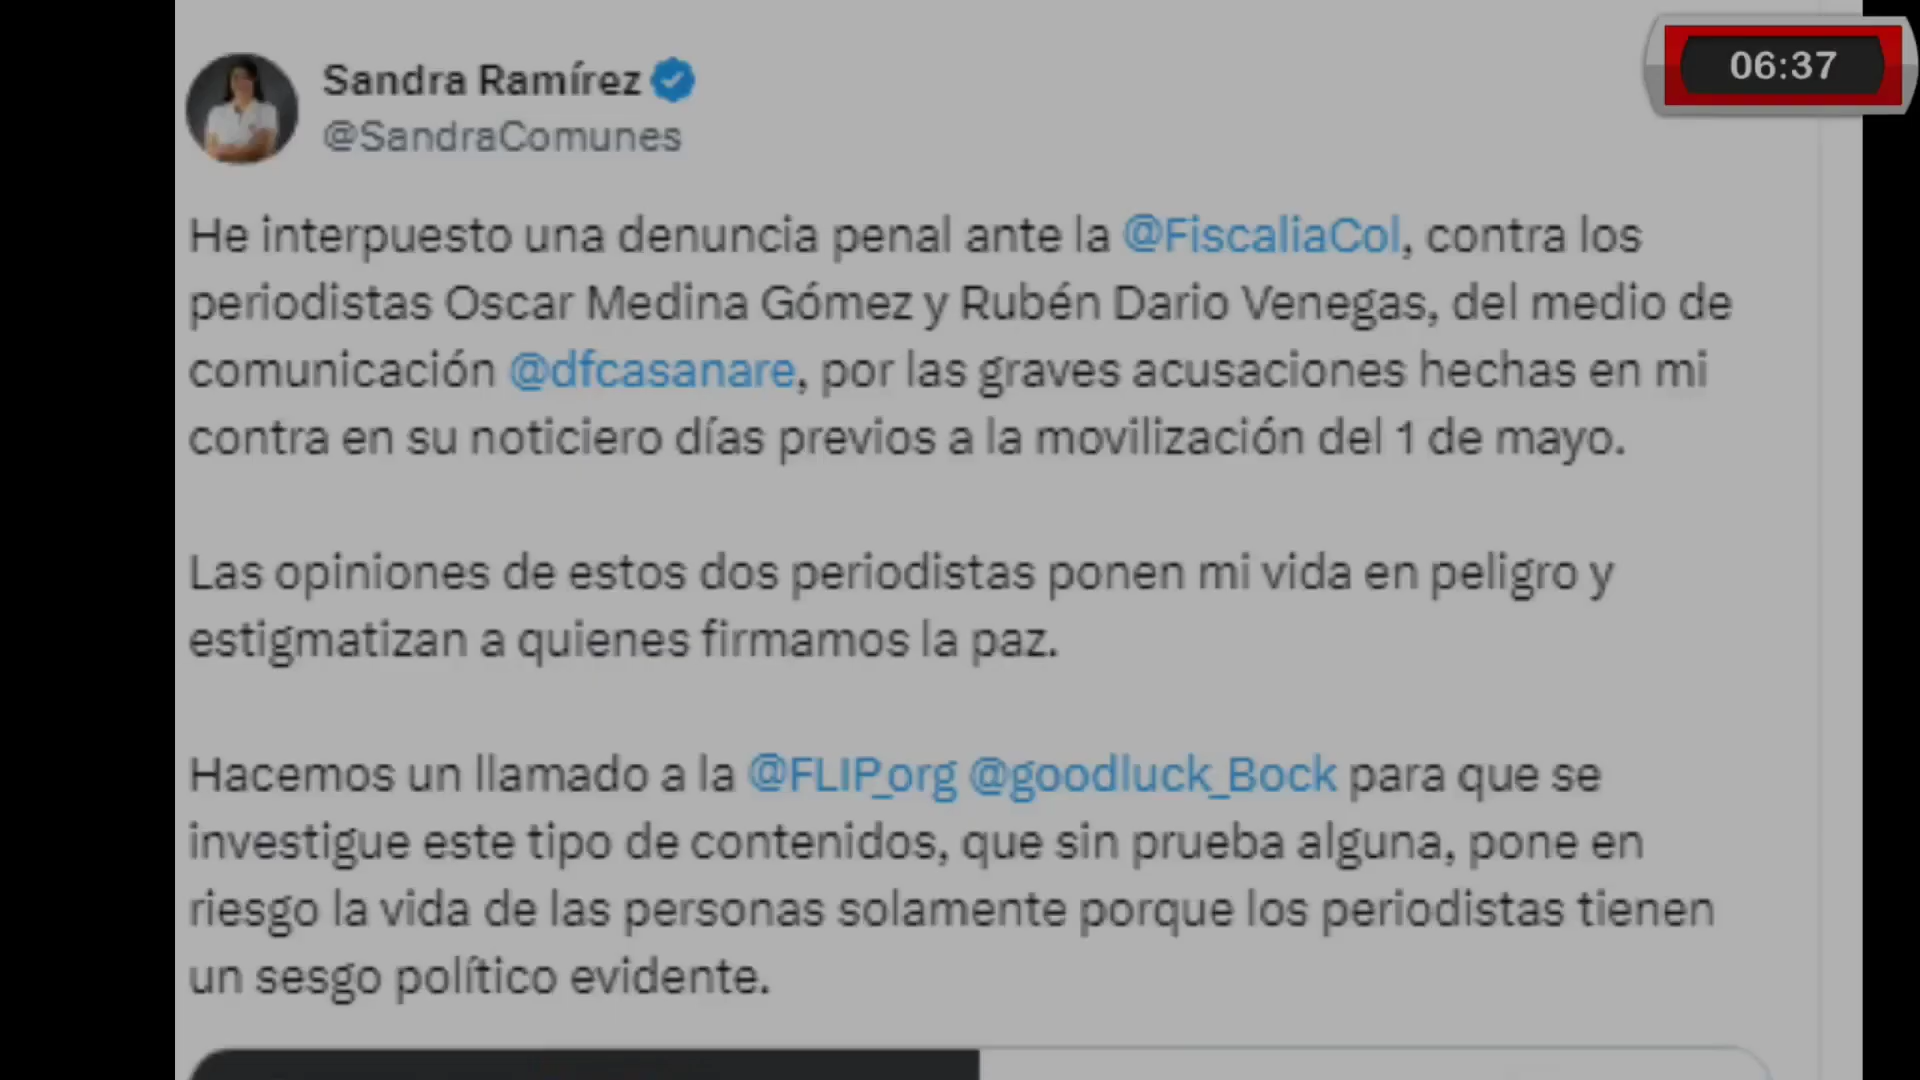 Sandra Ramírez
06:37
@SandraComunes
He interpuesto una denuncia penal ante la @FiscaliaCol, contra los
periodistas Oscar Medina Gómez y Rubén Dario Venegas, del medio de
comunicación @dfcasanare, por las graves acusaciones hechas en mi
contra en su noticiero días previos a la movilización del 1 de mayo.
Las opiniones de estos dos periodistas ponen mi vida en peligro y
estigmatizan a quienes firmamos la paz.
Hacemos un llamado a la @FLIP_org @goodluck_Bock para que se
investigue este tipo de contenidos, que sin prueba alguna, pone en
riesgo la vida de las personas solamente porque los periodistas tienen
un sesgo político evidente.